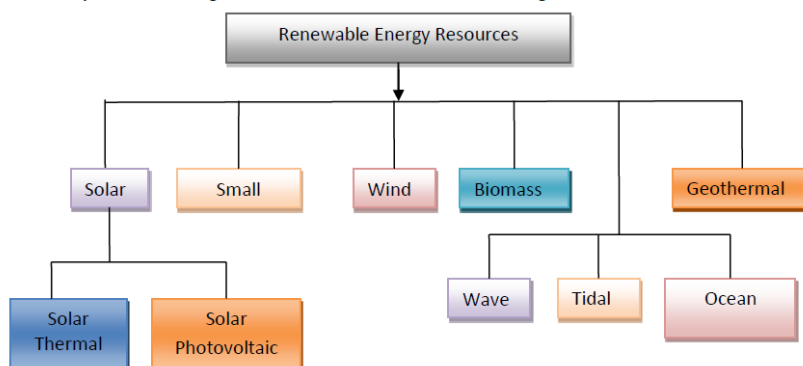 Renewable Energy Resources
Solar
Small
Wind
Biomass
Geothermal
Wave
Tidal
Ocean
Solar
Thermal
Solar
Photovoltaic